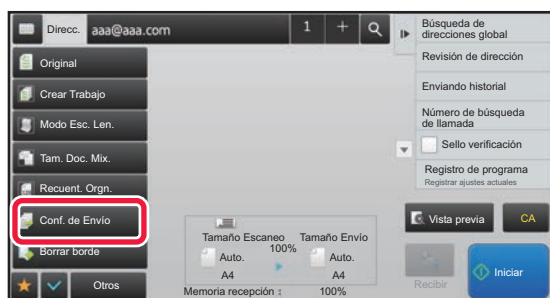 Direcc.
aaa@aaa.com
1
+
Original
Crear Trabajo
Modo Esc. Len.
Tam. Doc. Mix.
Recuent. Orgn.
Conf. de Envío
Borrar borde
Otros
Tamaño Escaneo
Tamaño Envío
100%
Auto.
Auto.
A4
A4
Memoria recepción :
100%
Búsqueda de
direcciones global
Revisión de dirección
Enviando historial
Número de búsqueda
de llamada
Sello verificación
Registro de programa
Registrar ajustes actuales
Vista previa
CA
Recibir
Iniciar